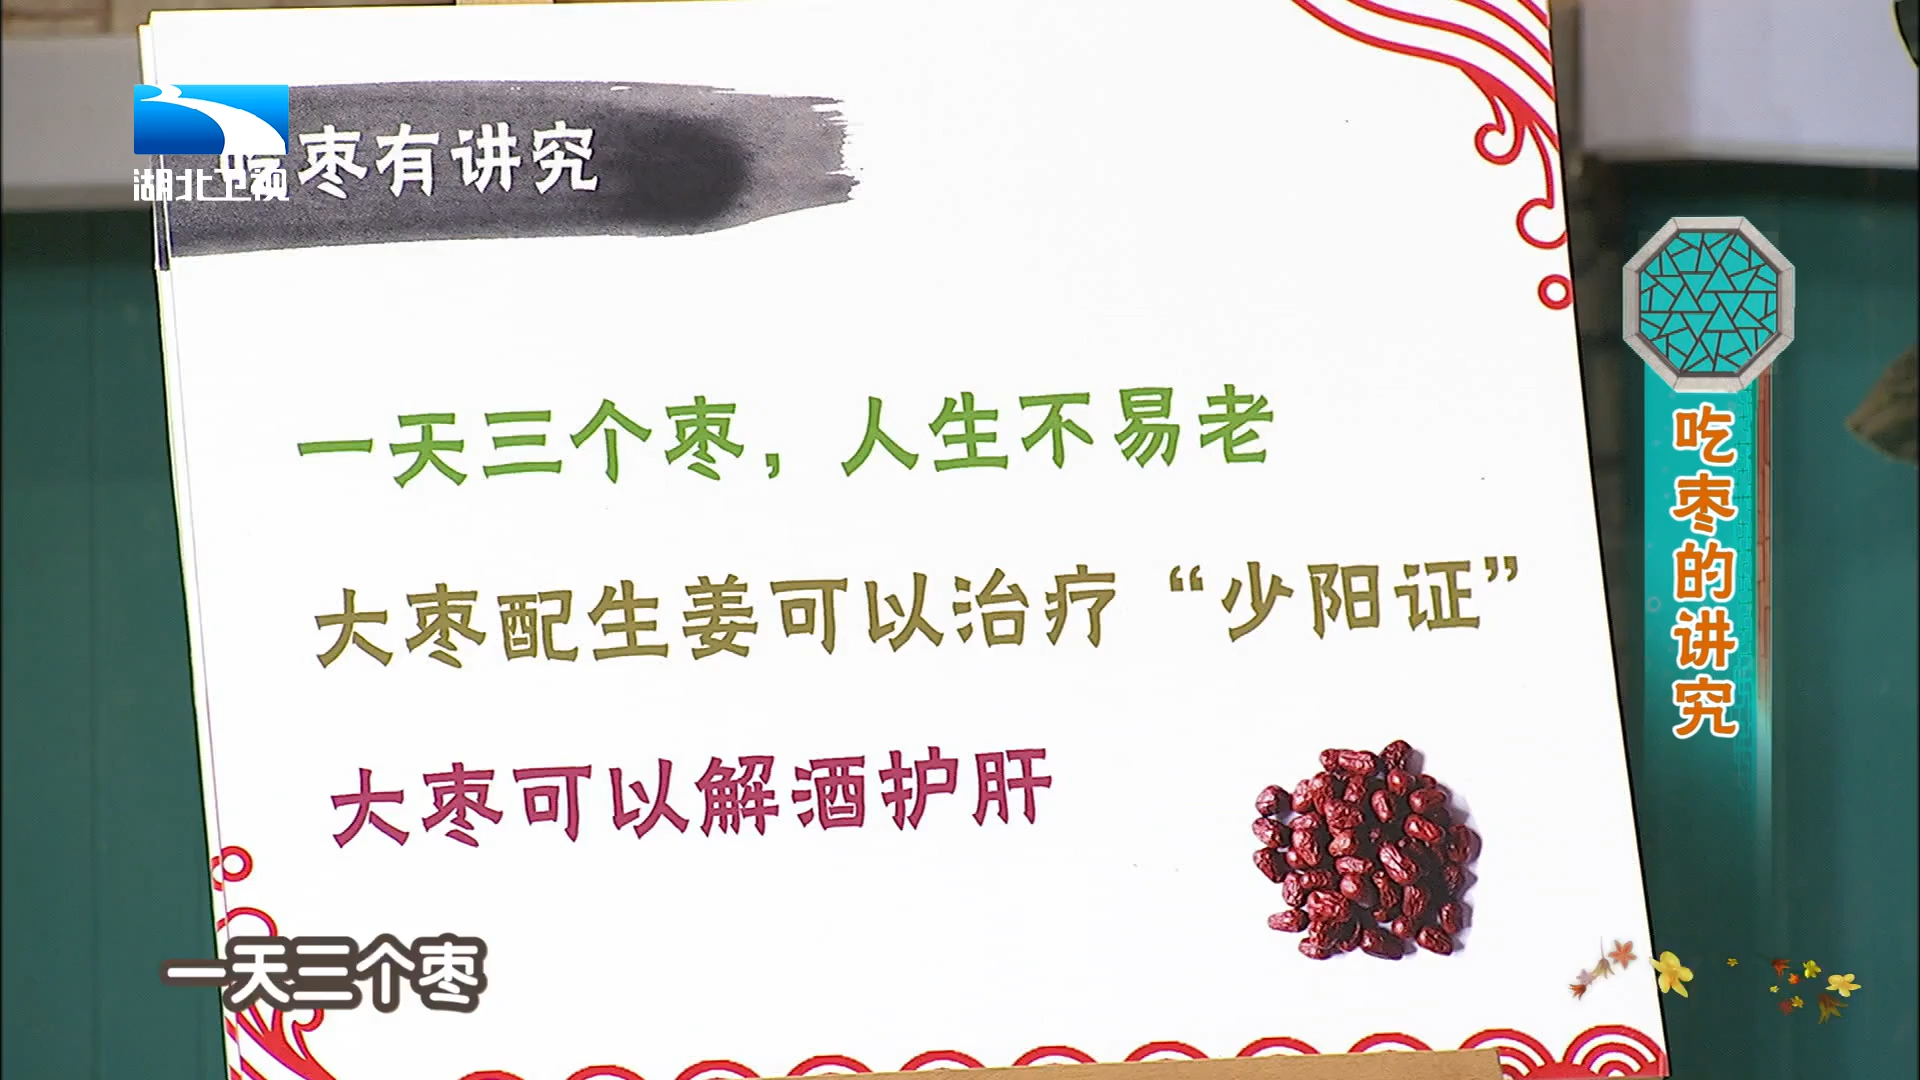 湖北卫视
吃枣有讲究
一天三个枣，人生不易老
大枣配生姜可以治疗“少阳证”
大枣可以解酒护肝
吃枣的讲究
一天三个枣